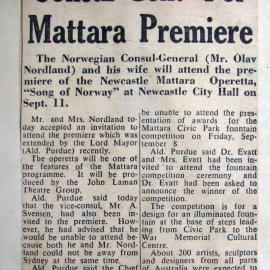 Mattara Premiere
The Norwegian Consul-General (Mr. Olav
Nordland) and his wife will attend the pre-
miere of the Newcastle Mattara Operetta,
"Song of Norway" at Newcastle City Hall on
Sept. 11.
Mr. and Mrs. Nordland to-
day accepted an invitation to
attend the premiere which was
extended by the Lord Mayor
(Ald. Purdue) recently.
The operetta will be one of
the features of the Mattara
programme. It will be pro-
duced by the John Laman
Theatre Group.
Ald. Purdue said today
that the vice-consul, Mr. A.
Svensen, had also been in-
vited to the premiere. How-
ever, he had advised that he
would be unable to attend be-
cause both he and Mr. Nord-
land could not be away from
Sydney at the same time.
Ald. Purdue said the Chief
be unable to attend the pres-
entation of awards for the
Mattara Civic Park fountain
competition on Friday, Sep-
tember 8.
Ald. Purdue said Dr. Evatt
and Mrs. Evatt had been in-
vited to attend the fountain
competition ceremony and
Dr Evatt had been asked to
announce the winner of the
competition.
The competition is for a
design for an illuminated foun-
tain at the base of steps lead-
ing from Civic Park to the
War Memorial Cultural
Centre.
About 200 artists, sculptors
and designers from all parts
of Australia were expected to